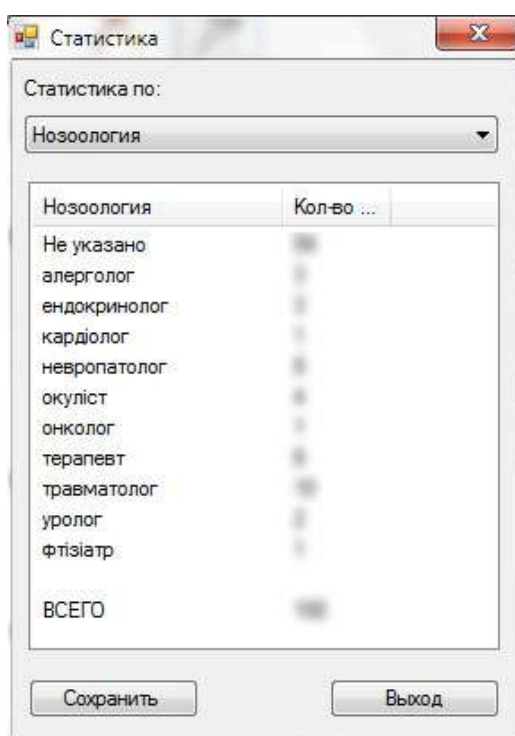 Статистика
Статистика по:
Нозоология
Нозоология Кол-во ...
Не указано
алерголог
ендокринолог
кардіолог
невропатолог
окуліст
онколог
терапевт
травматолог
уролог
фтізіатр
ВСЕГО
Сохранить Выход